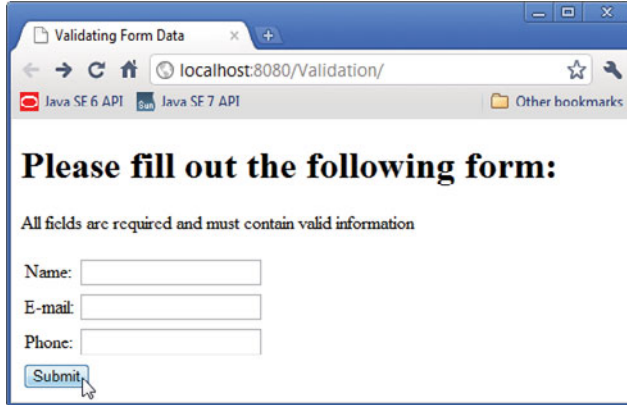 Validating Form Data
localhost:8080/Validation/
Java SE 6 API Sun Java SE 7 API Other bookmarks
Please fill out the following form:
All fields are required and must contain valid information
Name:
E-mail:
Phone:
Submit